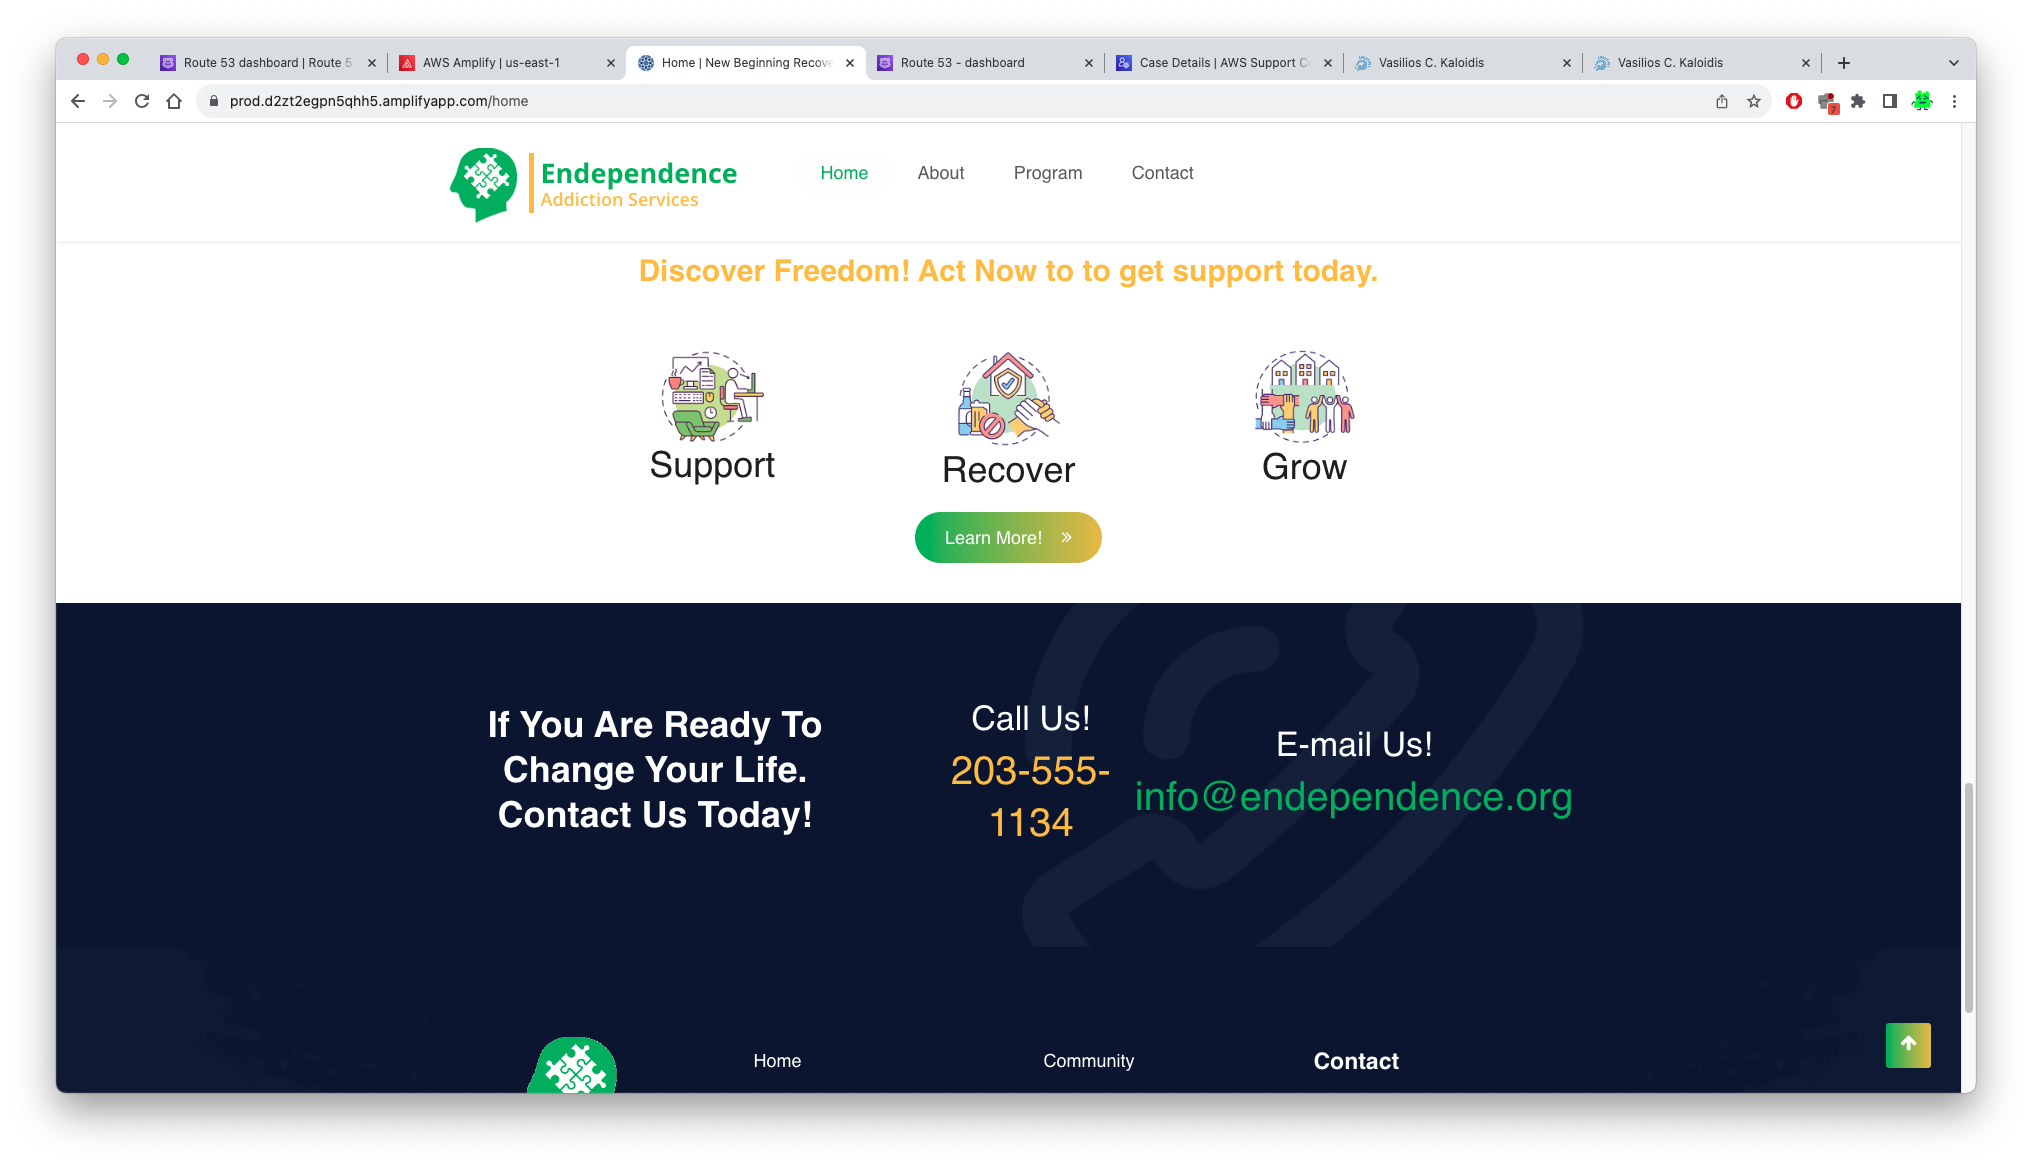 Route 53 dashboard | Route 5
AWS Amplify | us-east-1
Home | New Beginning Recove
Route 53 - dashboard
Case Details | AWS Support C
Vasilios C. Kaloidis
Vasilios C. Kaloidis
prod.d2zt2egpn5qhh5.amplifyapp.com/home
7
Endependence
Addiction Services
Home
About
Program
Contact
Discover Freedom! Act Now to to get support today.
Support
Recover
Grow
Learn More!
If You Are Ready To
Change Your Life.
Contact Us Today!
Call Us!
203-555-
1134
E-mail Us!
info@endependence.org
Home
Community
Contact